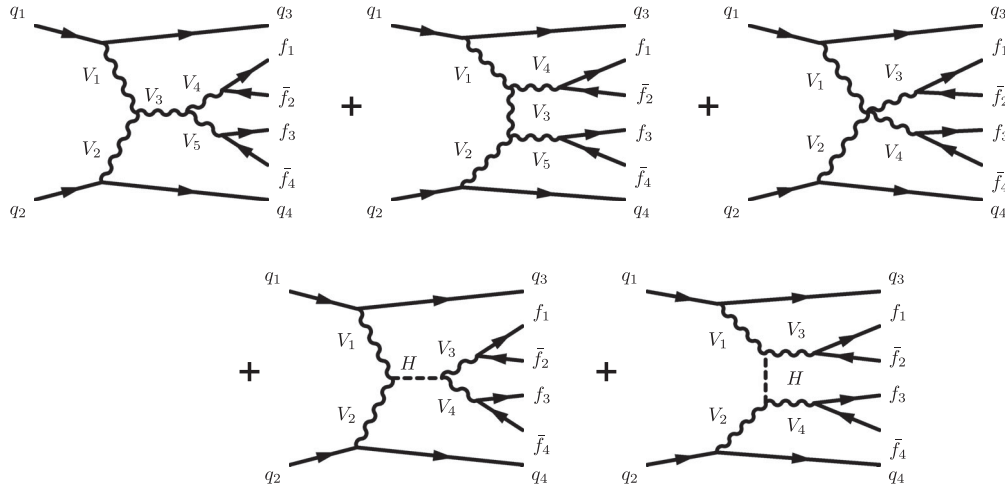 q₁ q₃ q₁ q₃ q₁ q₃
f₁ f₁ f₁
V₁ V₄ V₁ V₄ V₁ V₃
V₃ f̄₂ + V₃ f̄₂ + f̄₂
f₃ f₃ f₃
V₂ V₅ V₂ V₅ V₂ V₄
f̄₄ f̄₄ f̄₄
q₂ q₄ q₂ q₄ q₂ q₄
q₁ q₃ q₁ q₃
f₁ f₁
V₁ V₃ V₁ V₃
+ H f̄₂ + H f̄₂
f₃ f₃
V₂ V₄ V₂ V₄
f̄₄ f̄₄
q₂ q₄ q₂ q₄